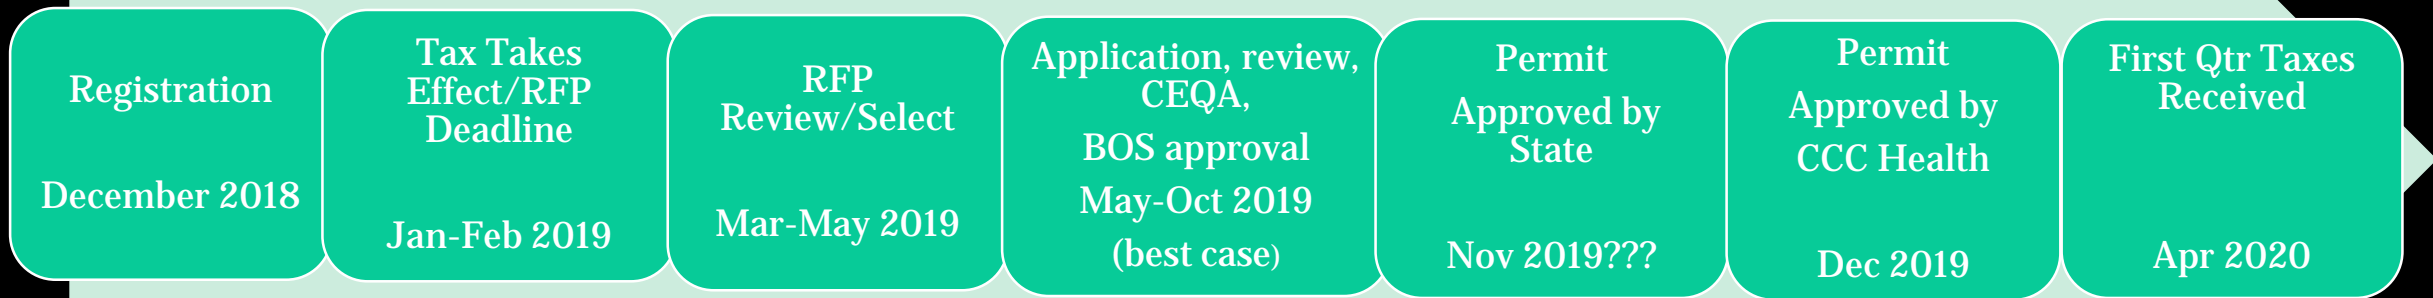 Registration
December 2018
Tax Takes
Effect/RFP
Deadline
Jan-Feb 2019
RFP
Review/Select
Mar-May 2019
Application, review,
CEQA,
BOS approval
May-Oct 2019
(best case)
Permit
Approved by
State
Nov 2019???
Permit
Approved by
CCC Health
Dec 2019
First Qtr Taxes
Received
Apr 2020